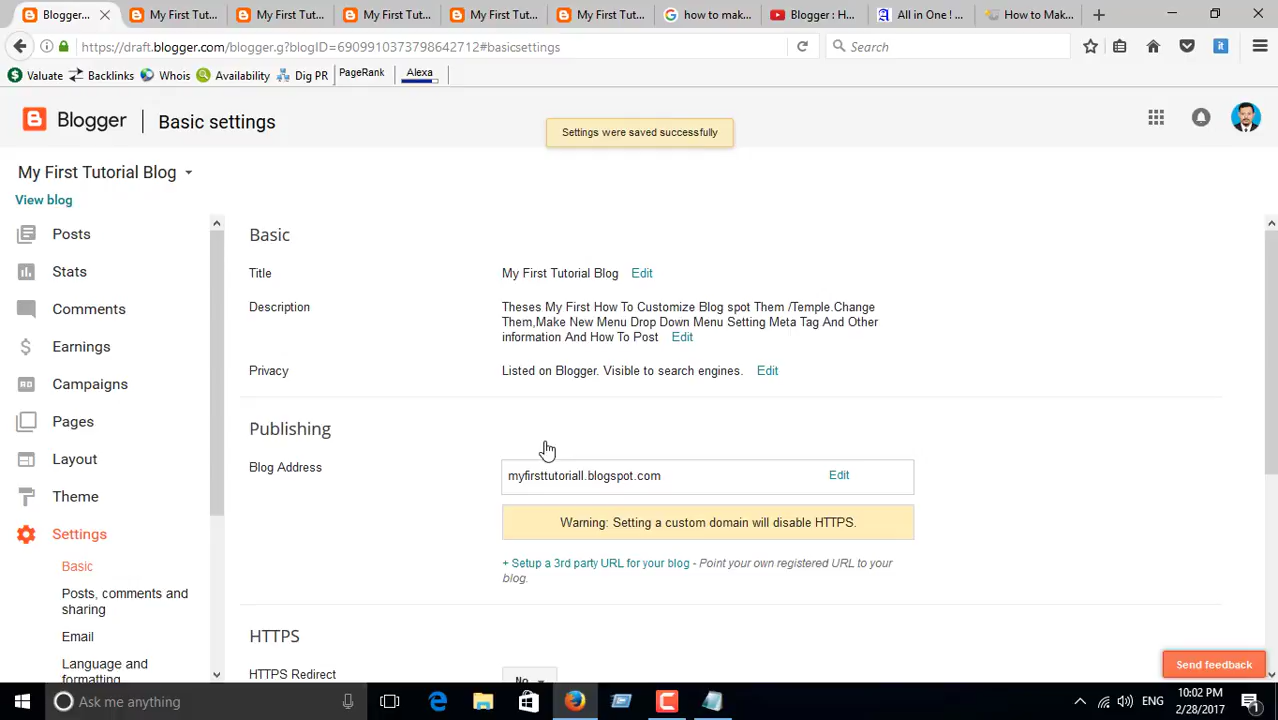 Blogger...
My First Tut...
My First Tut...
My First Tut...
My First Tut...
My First Tut...
how to mak...
Blogger : H...
All in One ! ...
How to Mak...
https://draft.blogger.com/blogger.g?blogID=6909910373798642712#basicsettings
Search
Valuate
Backlinks
Whois
Availability
Dig PR
PageRank
Alexa
Blogger
Basic settings
Settings were saved successfully
My First Tutorial Blog
View blog
Posts
Stats
Comments
Earnings
Campaigns
Pages
Layout
Theme
Settings
Basic
Posts, comments and
sharing
Email
Language and
formatting
Basic
Title
My First Tutorial Blog Edit
Description
Theses My First How To Customize Blog spot Them /Temple.Change
Them,Make New Menu Drop Down Menu Setting Meta Tag And Other
information And How To Post Edit
Privacy
Listed on Blogger. Visible to search engines. Edit
Publishing
Blog Address
myfirsttutoriall.blogspot.com
Edit
Warning: Setting a custom domain will disable HTTPS.
+ Setup a 3rd party URL for your blog - Point your own registered URL to your
blog.
HTTPS
HTTPS Redirect
No
Send feedback
Ask me anything
ENG
10:02 PM
2/28/2017